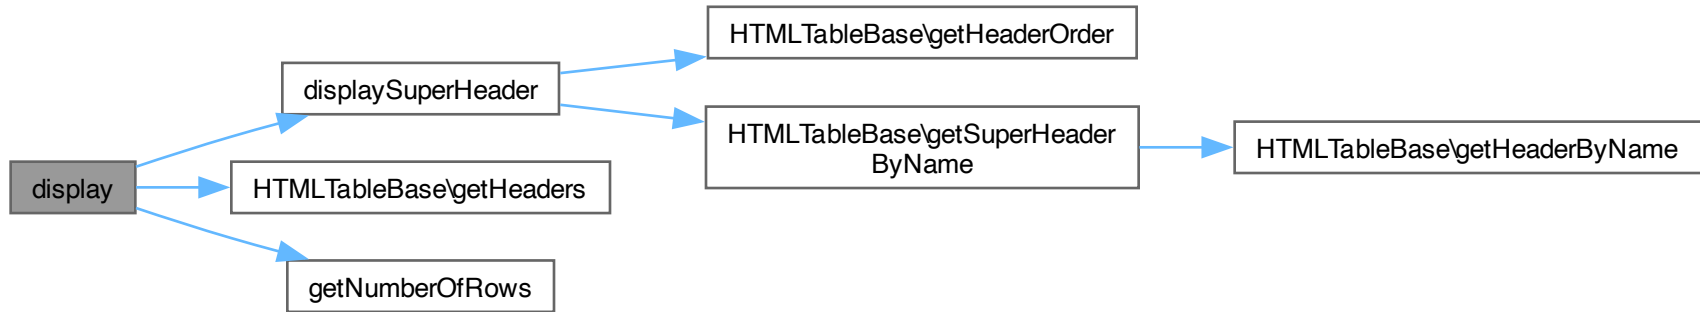 display
displaySuperHeader
HTMLTableBase\getHeaders
getNumberOfRows
HTMLTableBase\getHeaderOrder
HTMLTableBase\getSuperHeader
ByName
HTMLTableBase\getHeaderByName